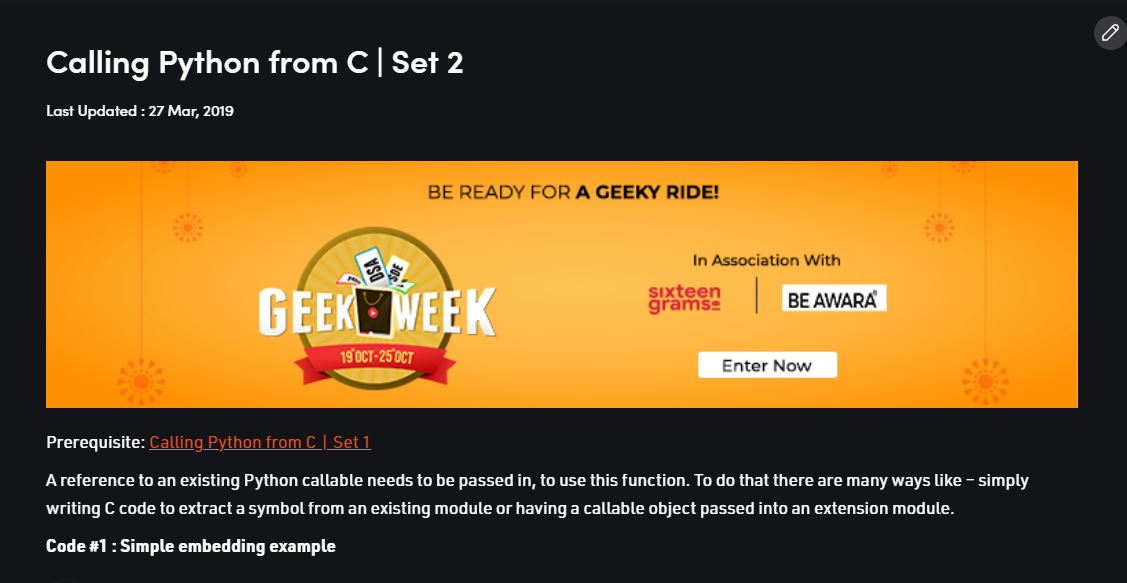 Calling Python from C | Set 2
Last Updated : 27 Mar, 2019
BE READY FOR A GEEKY RIDE!
DSA
SDE
GEEK WEEK
19 OCT - 25 OCT
In Association With
sixteen
grams
BE AWARA
Enter Now
Prerequisite: Calling Python from C | Set 1
A reference to an existing Python callable needs to be passed in, to use this function. To do that there are many ways like – simply
writing C code to extract a symbol from an existing module or having a callable object passed into an extension module.
Code #1 : Simple embedding example